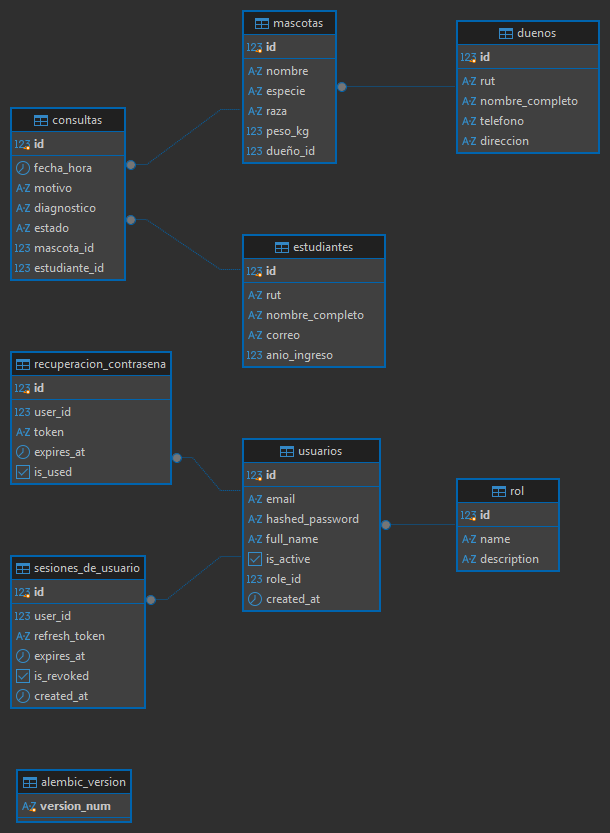 mascotas
123 id
A-Z nombre
A-Z especie
A-Z raza
123 peso_kg
123 dueño_id
duenos
123 id
A-Z rut
A-Z nombre_completo
A-Z telefono
A-Z direccion
consultas
123 id
fecha_hora
A-Z motivo
A-Z diagnostico
A-Z estado
123 mascota_id
123 estudiante_id
estudiantes
123 id
A-Z rut
A-Z nombre_completo
A-Z correo
123 anio_ingreso
recuperacion_contrasena
123 id
123 user_id
A-Z token
expires_at
is_used
usuarios
123 id
A-Z email
A-Z hashed_password
A-Z full_name
is_active
123 role_id
created_at
rol
123 id
A-Z name
A-Z description
sesiones_de_usuario
123 id
123 user_id
A-Z refresh_token
expires_at
is_revoked
created_at
alembic_version
A-Z version_num